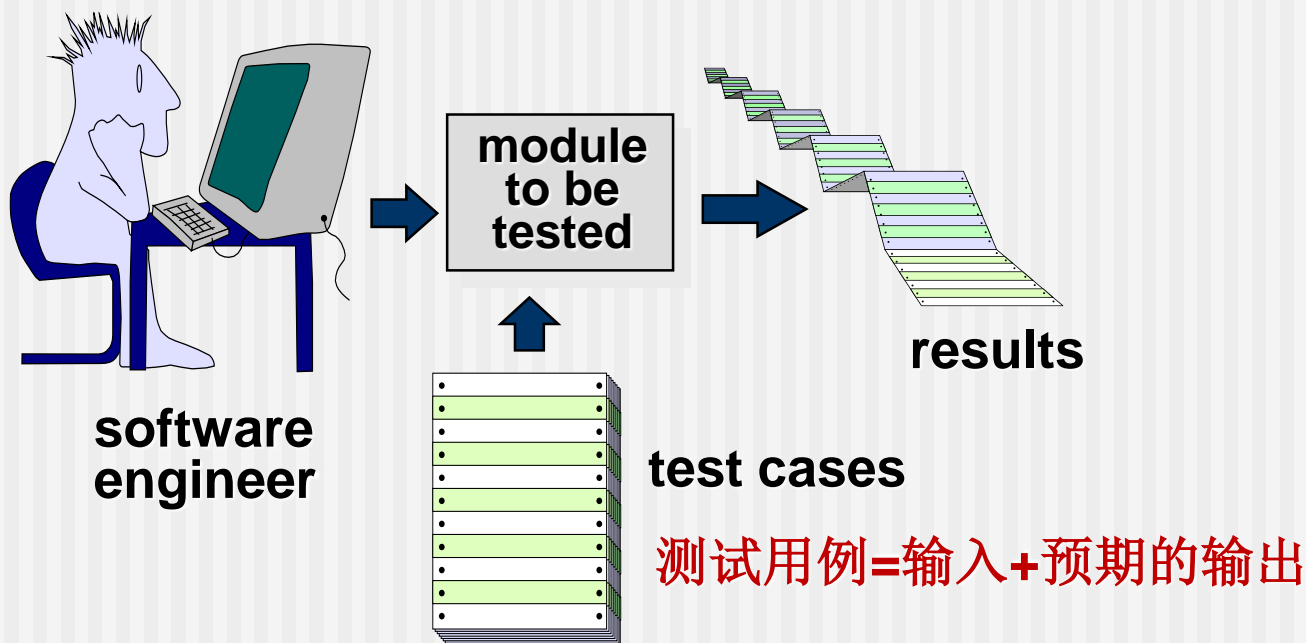 module
to be
tested
results
software
engineer
test cases
测试用例=输入+预期的输出